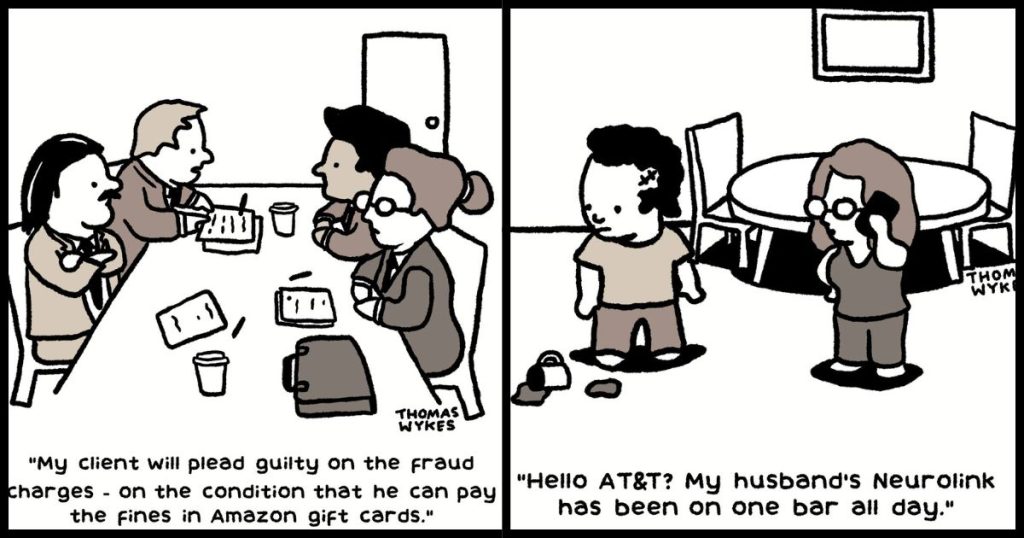 THOMAS
WYKES
"My client will plead guilty on the fraud
charges - on the condition that he can pay
the fines in Amazon gift cards."
THOM
WYKE
"Hello AT&T? My husband's Neurolink
has been on one bar all day."